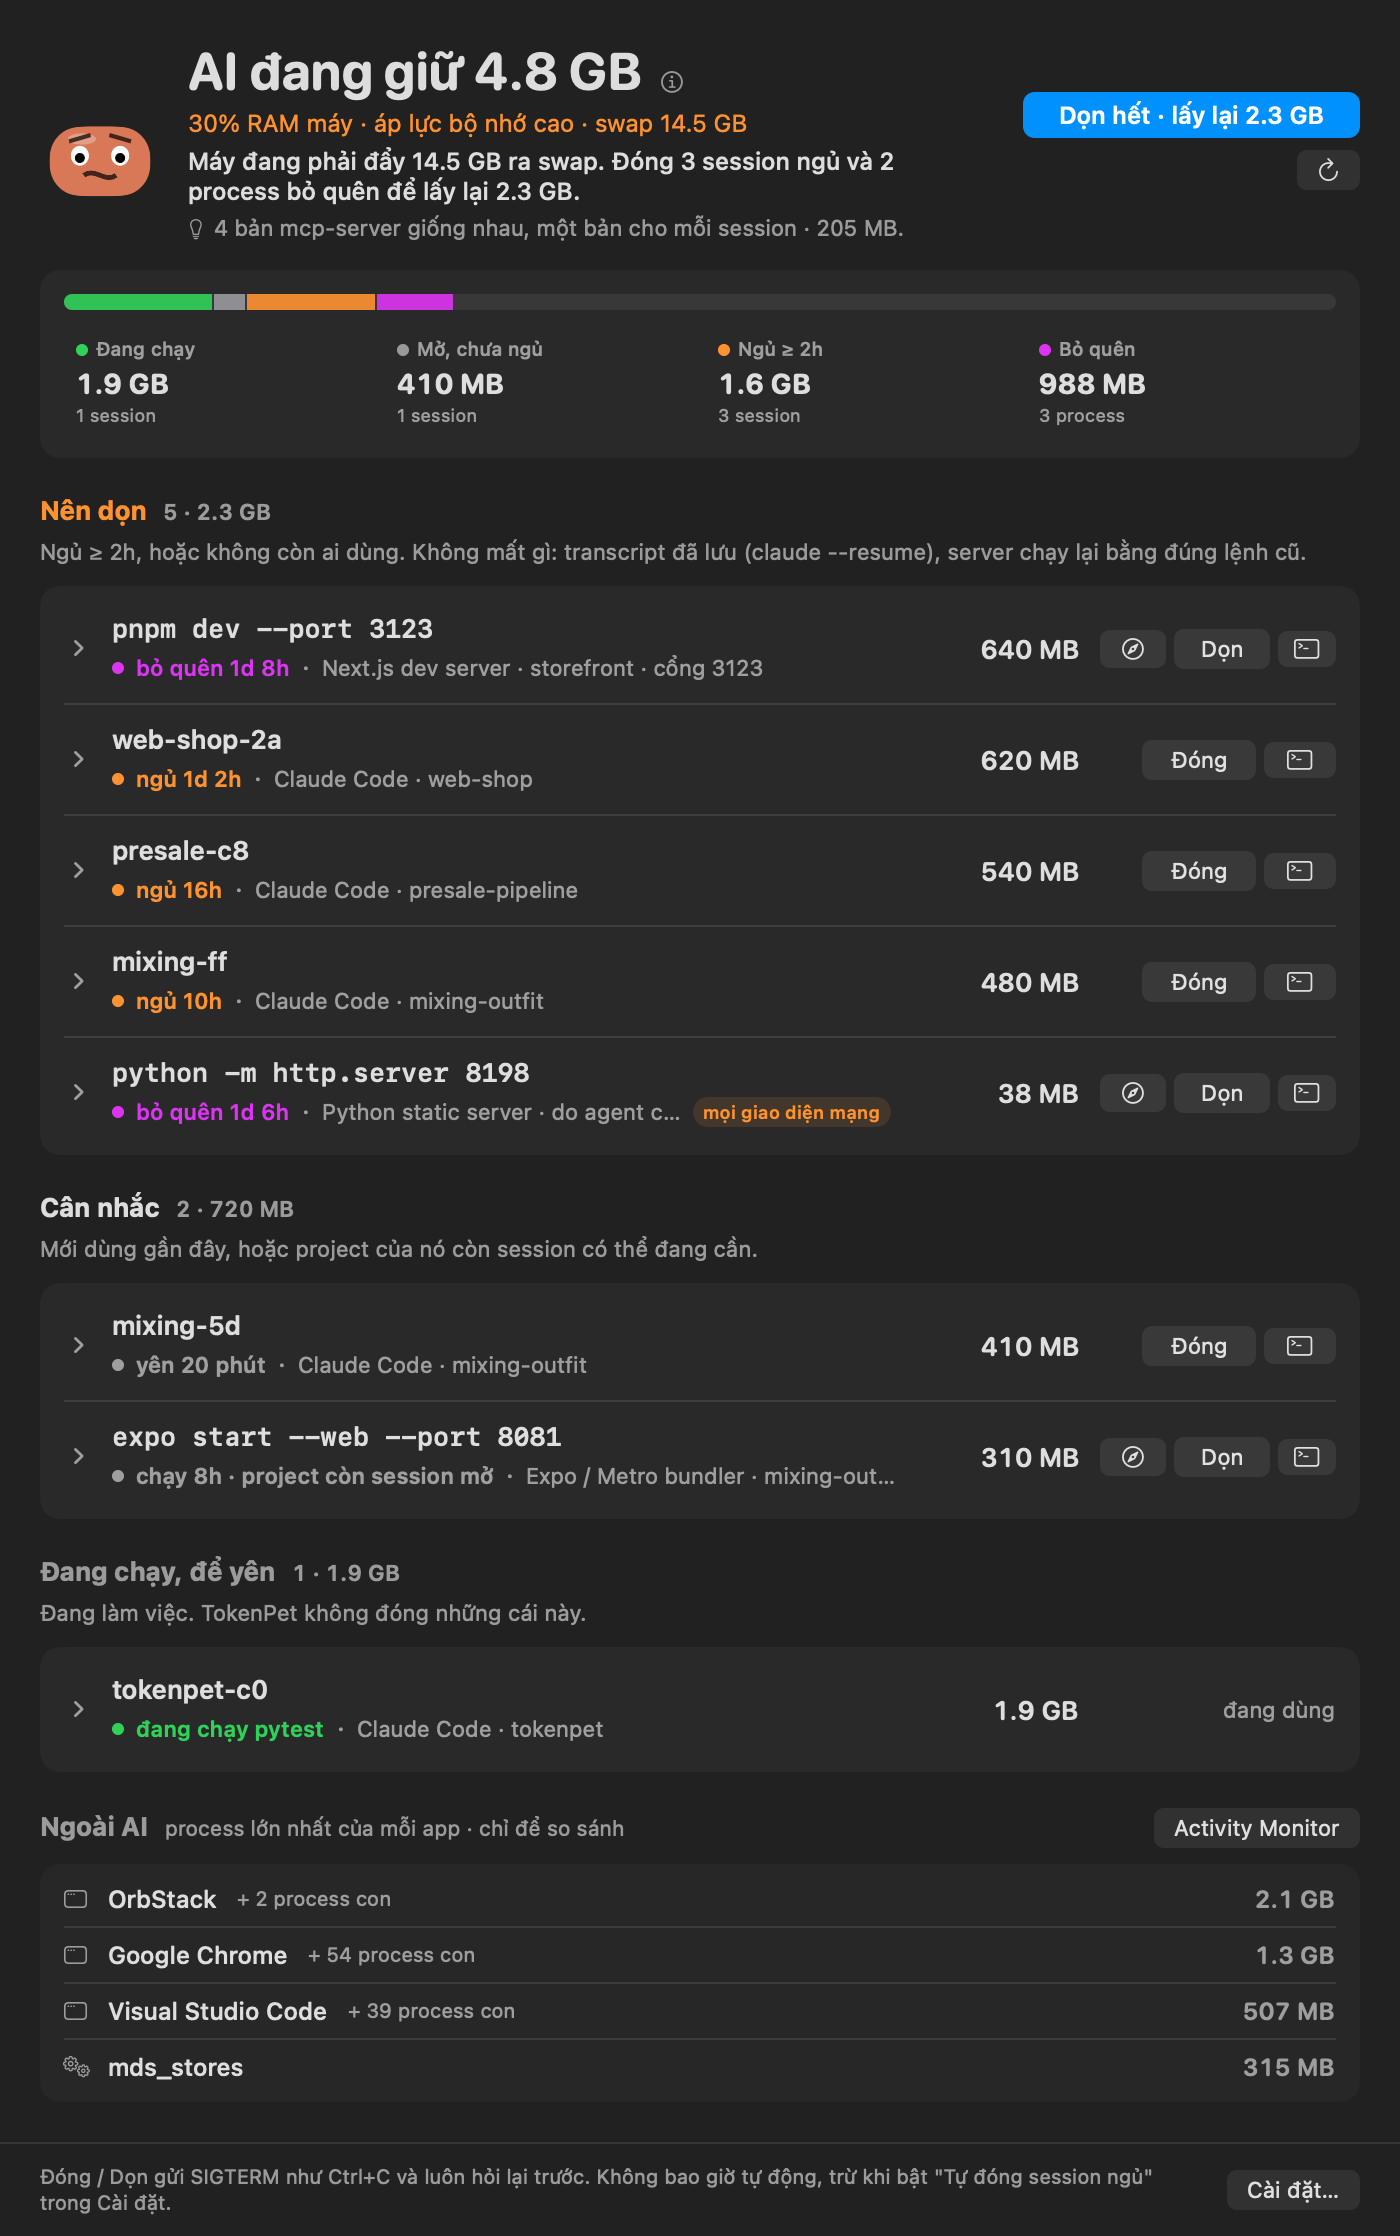 AI đang giữ 4.8 GB
30% RAM máy · áp lực bộ nhớ cao · swap 14.5 GB
Máy đang phải đẩy 14.5 GB ra swap. Đóng 3 session ngủ và 2
process bỏ quên để lấy lại 2.3 GB.
4 bản mcp-server giống nhau, một bản cho mỗi session · 205 MB.
Dọn hết · lấy lại 2.3 GB
Đang chạy
1.9 GB
1 session
Mở, chưa ngủ
410 MB
1 session
Ngủ ≥ 2h
1.6 GB
3 session
Bỏ quên
988 MB
3 process
Nên dọn 5 · 2.3 GB
Ngủ ≥ 2h, hoặc không còn ai dùng. Không mất gì: transcript đã lưu (claude --resume), server chạy lại bằng đúng lệnh cũ.
pnpm dev --port 3123
bỏ quên 1d 8h · Next.js dev server · storefront · cổng 3123
640 MB
Dọn
web-shop-2a
ngủ 1d 2h · Claude Code · web-shop
620 MB
Đóng
presale-c8
ngủ 16h · Claude Code · presale-pipeline
540 MB
Đóng
mixing-ff
ngủ 10h · Claude Code · mixing-outfit
480 MB
Đóng
python -m http.server 8198
bỏ quên 1d 6h · Python static server · do agent c... mọi giao diện mạng
38 MB
Dọn
Cân nhắc 2 · 720 MB
Mới dùng gần đây, hoặc project của nó còn session có thể đang cần.
mixing-5d
yên 20 phút · Claude Code · mixing-outfit
410 MB
Đóng
expo start --web --port 8081
chạy 8h · project còn session mở · Expo / Metro bundler · mixing-out...
310 MB
Dọn
Đang chạy, để yên 1 · 1.9 GB
Đang làm việc. TokenPet không đóng những cái này.
tokenpet-c0
đang chạy pytest · Claude Code · tokenpet
1.9 GB
đang dùng
Ngoài AI process lớn nhất của mỗi app · chỉ để so sánh
Activity Monitor
OrbStack + 2 process con 2.1 GB
Google Chrome + 54 process con 1.3 GB
Visual Studio Code + 39 process con 507 MB
mds_stores 315 MB
Đóng / Dọn gửi SIGTERM như Ctrl+C và luôn hỏi lại trước. Không bao giờ tự động, trừ khi bật "Tự đóng session ngủ"
trong Cài đặt.
Cài đặt...